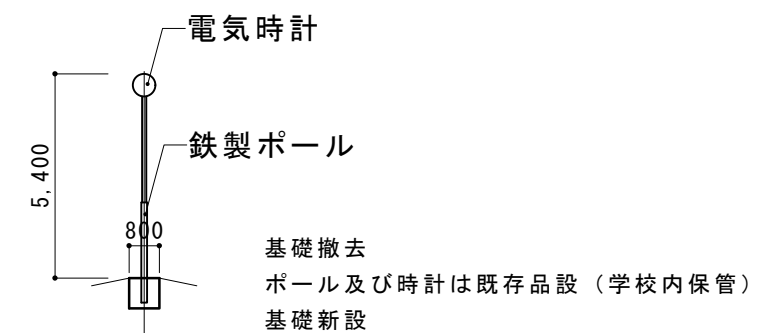 電気時計
鉄製ポール
5,400
800
基礎撤去
ポール及び時計は既存品設（学校内保管）
基礎新設